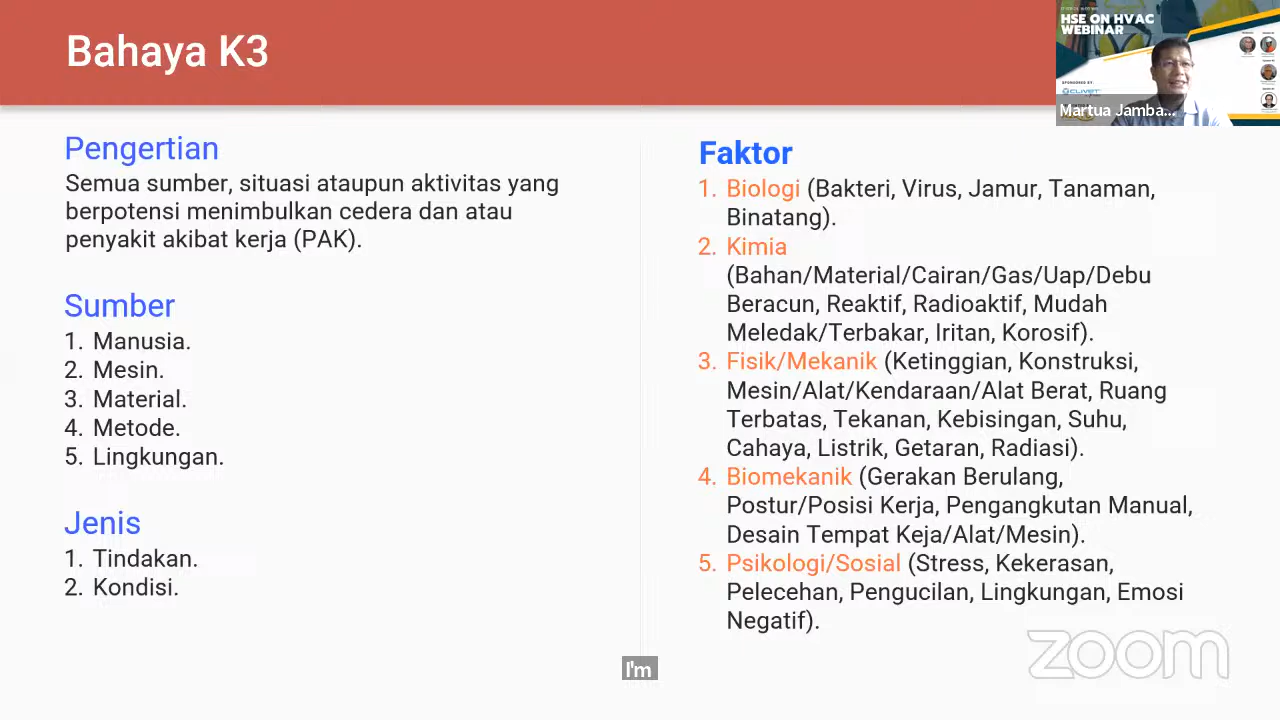 Bahaya K3
HSE ON HVAC
WEBINAR
SPONSORED BY:
CLIVET
Martua Jamba...
Pengertian
Semua sumber, situasi ataupun aktivitas yang
berpotensi menimbulkan cedera dan atau
penyakit akibat kerja (PAK).
Sumber
1. Manusia.
2. Mesin.
3. Material.
4. Metode.
5. Lingkungan.
Jenis
1. Tindakan.
2. Kondisi.
Faktor
1. Biologi (Bakteri, Virus, Jamur, Tanaman,
Binatang).
2. Kimia
(Bahan/Material/Cairan/Gas/Uap/Debu
Beracun, Reaktif, Radioaktif, Mudah
Meledak/Terbakar, Iritan, Korosif).
3. Fisik/Mekanik (Ketinggian, Konstruksi,
Mesin/Alat/Kendaraan/Alat Berat, Ruang
Terbatas, Tekanan, Kebisingan, Suhu,
Cahaya, Listrik, Getaran, Radiasi).
4. Biomekanik (Gerakan Berulang,
Postur/Posisi Kerja, Pengangkutan Manual,
Desain Tempat Keja/Alat/Mesin).
5. Psikologi/Sosial (Stress, Kekerasan,
Pelecehan, Pengucilan, Lingkungan, Emosi
Negatif).
zoom
I'm